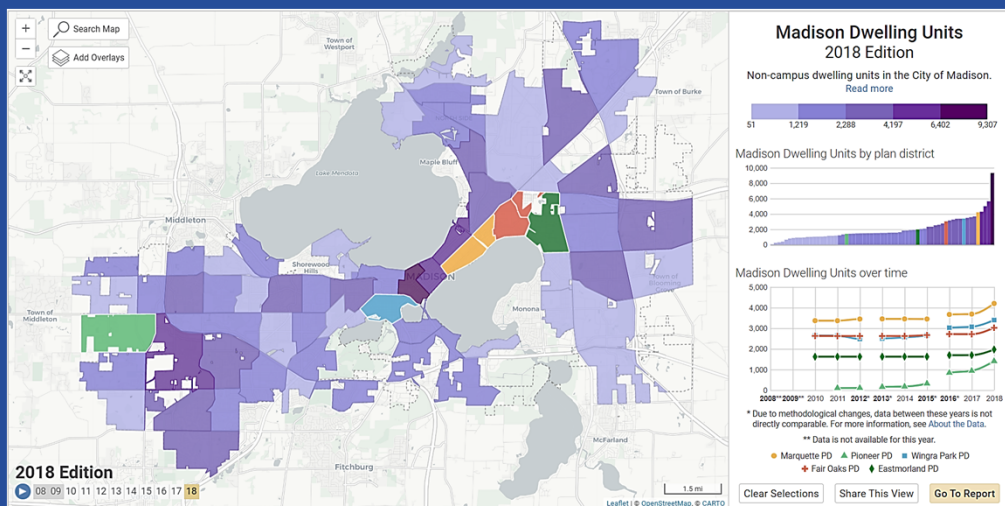 +
−
Search Map
Add Overlays
Town of
Westport
Town of Burke
Maple Bluff
Lake Mendota
Middleton
Shorewood
Hills
MADISON
Town of
Blooming
Grove
Town of
Middleton
Monona
McFarland
Fitchburg
2018 Edition
08 09 10 11 12 13 14 15 16 17 18
1.5 mi
Leaflet | © OpenStreetMap, © CARTO
Madison Dwelling Units
2018 Edition
Non-campus dwelling units in the City of Madison.
Read more
51 1,219 2,288 4,197 6,402 9,307
Madison Dwelling Units by plan district
10,000
8,000
6,000
4,000
2,000
0
Madison Dwelling Units over time
5,000
4,000
3,000
2,000
1,000
0
2008** 2009** 2010 2011 2012* 2013* 2014 2015* 2016* 2017 2018
* Due to methodological changes, data between these years is not
directly comparable. For more information, see About the Data.
** Data is not available for this year.
Marquette PD Pioneer PD Wingra Park PD
Fair Oaks PD Eastmorland PD
Clear Selections Share This View Go To Report